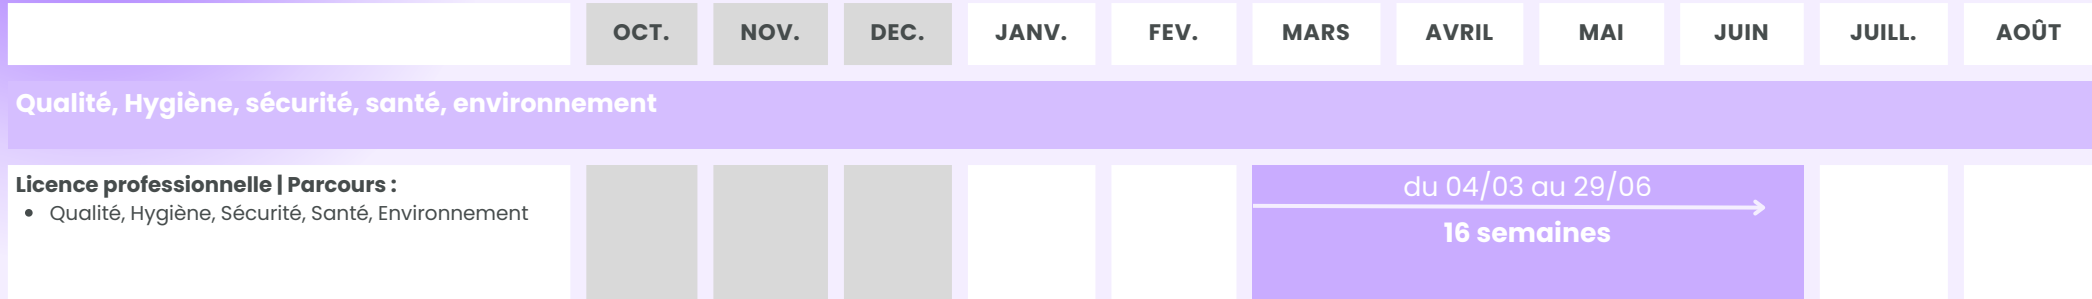 OCT. NOV. DEC. JANV. FEV. MARS AVRIL MAI JUIN JUILL. AOÛT
Qualité, Hygiène, sécurité, santé, environnement
Licence professionnelle | Parcours :
• Qualité, Hygiène, Sécurité, Santé, Environnement
du 04/03 au 29/06
16 semaines